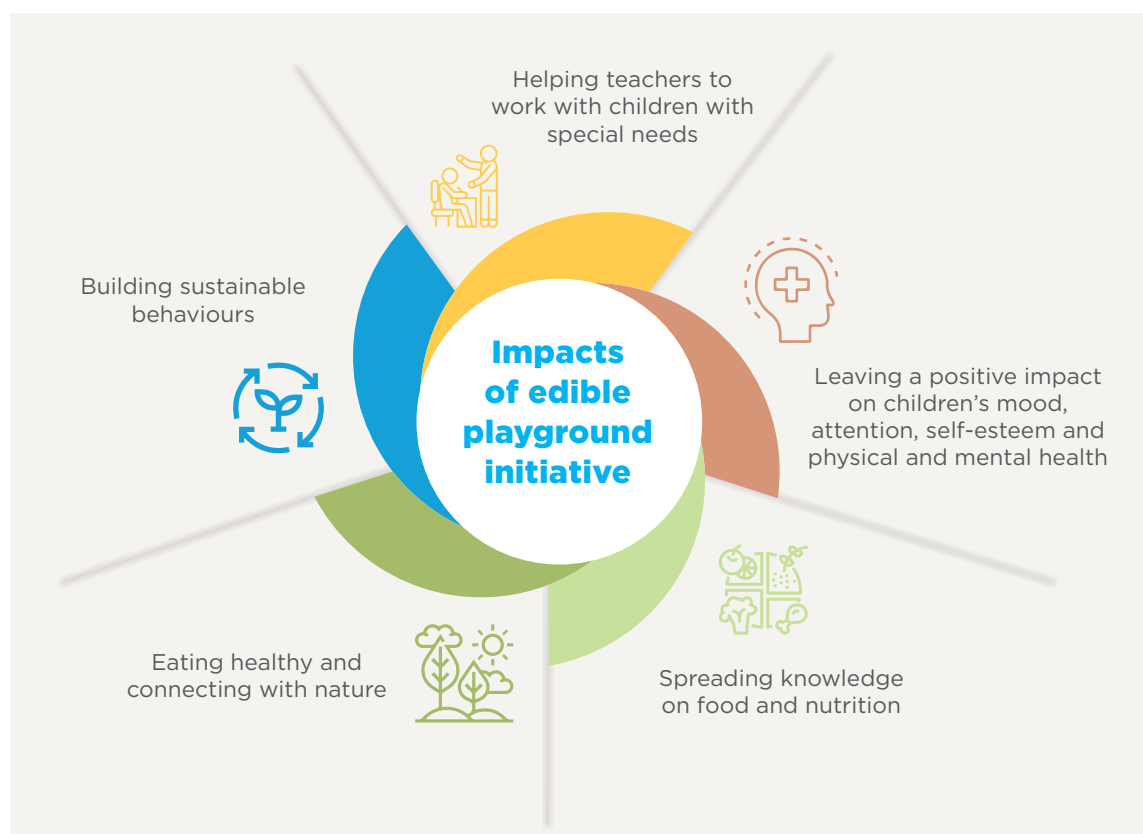 Helping teachers to
work with children with
special needs
Building sustainable
behaviours
Impacts
of edible
playground
initiative
Leaving a positive impact
on children’s mood,
attention, self-esteem and
physical and mental health
Eating healthy and
connecting with nature
Spreading knowledge
on food and nutrition